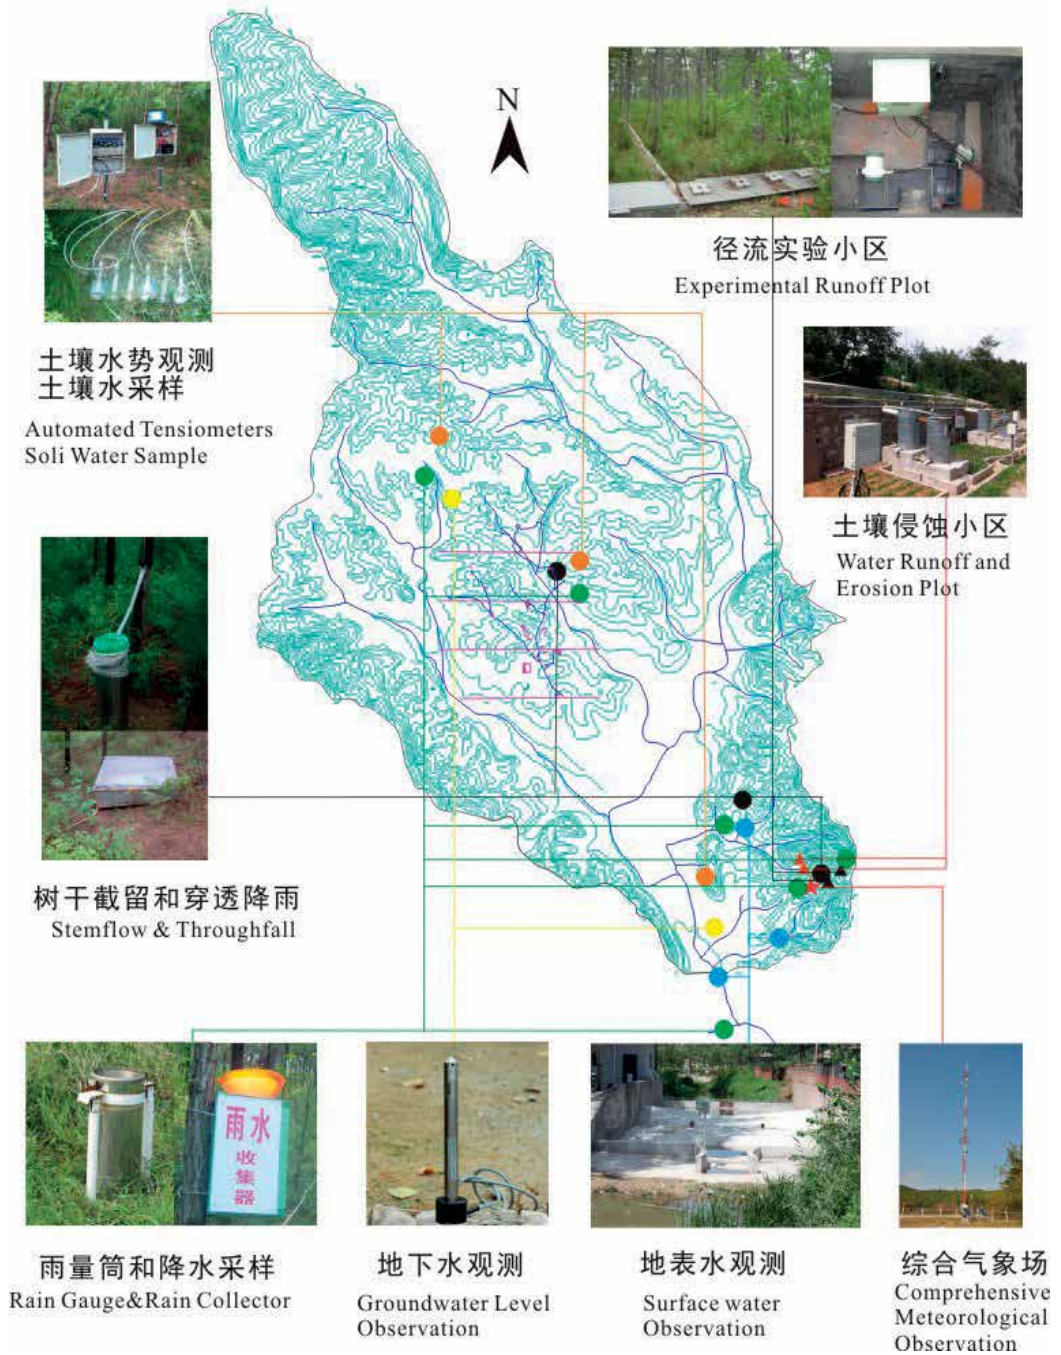 N
径流实验小区
Experimental Runoff Plot
土壤水势观测
土壤水采样
Automated Tensiometers
Soli Water Sample
土壤侵蚀小区
Water Runoff and
Erosion Plot
树干截留和穿透降雨
Stemflow & Throughfall
雨水
收
集
器
雨量筒和降水采样
Rain Gauge&Rain Collector
地下水观测
Groundwater Level
Observation
地表水观测
Surface water
Observation
综合气象场
Comprehensive
Meteorological
Observation